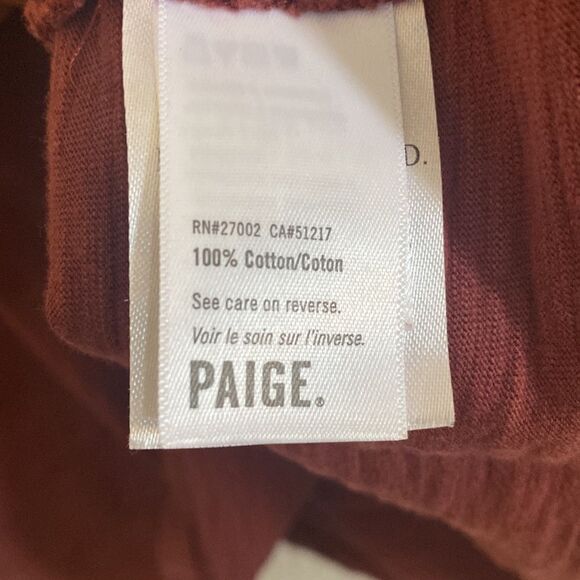 D.
RN#27002 CA#51217
100% Cotton/Coton
See care on reverse.
Voir le soin sur l'inverse.
PAIGE.